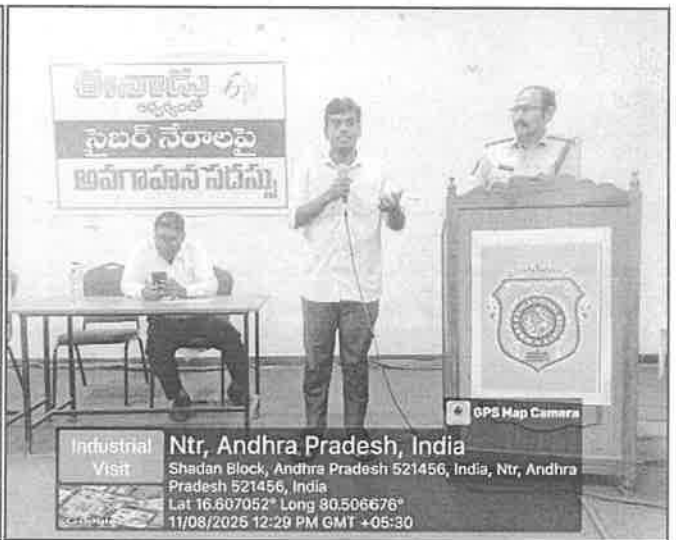 ఈనాడు
ఆధ్వర్యంలో
సైబర్ నేరాలపై
అవగాహన సదస్సు
GPS Map Camera
Industrial
Visit
Ntr, Andhra Pradesh, India
Shadan Block, Andhra Pradesh 521456, India, Ntr, Andhra
Pradesh 521456, India
Lat 16.607052° Long 80.506676°
11/08/2025 12:29 PM GMT +05:30